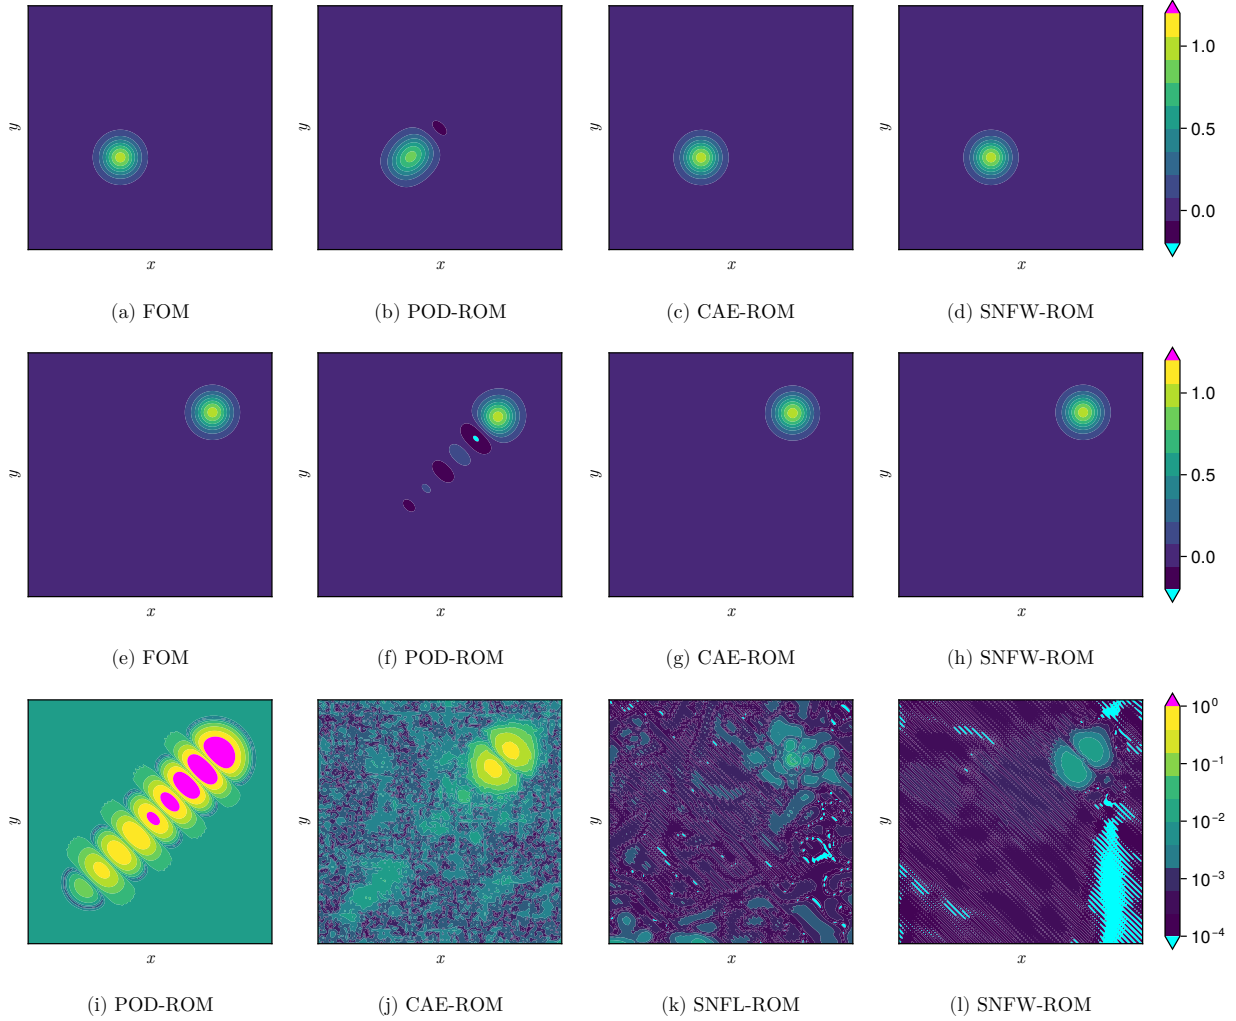 y y y y 1.0
0.5
0.0
x x x x
(a) FOM (b) POD-ROM (c) CAE-ROM (d) SNFW-ROM
y y y y 1.0
0.5
0.0
x x x x
(e) FOM (f) POD-ROM (g) CAE-ROM (h) SNFW-ROM
10⁰
10⁻¹
y y y y 10⁻²
10⁻³
10⁻⁴
x x x x
(i) POD-ROM (j) CAE-ROM (k) SNFL-ROM (l) SNFW-ROM